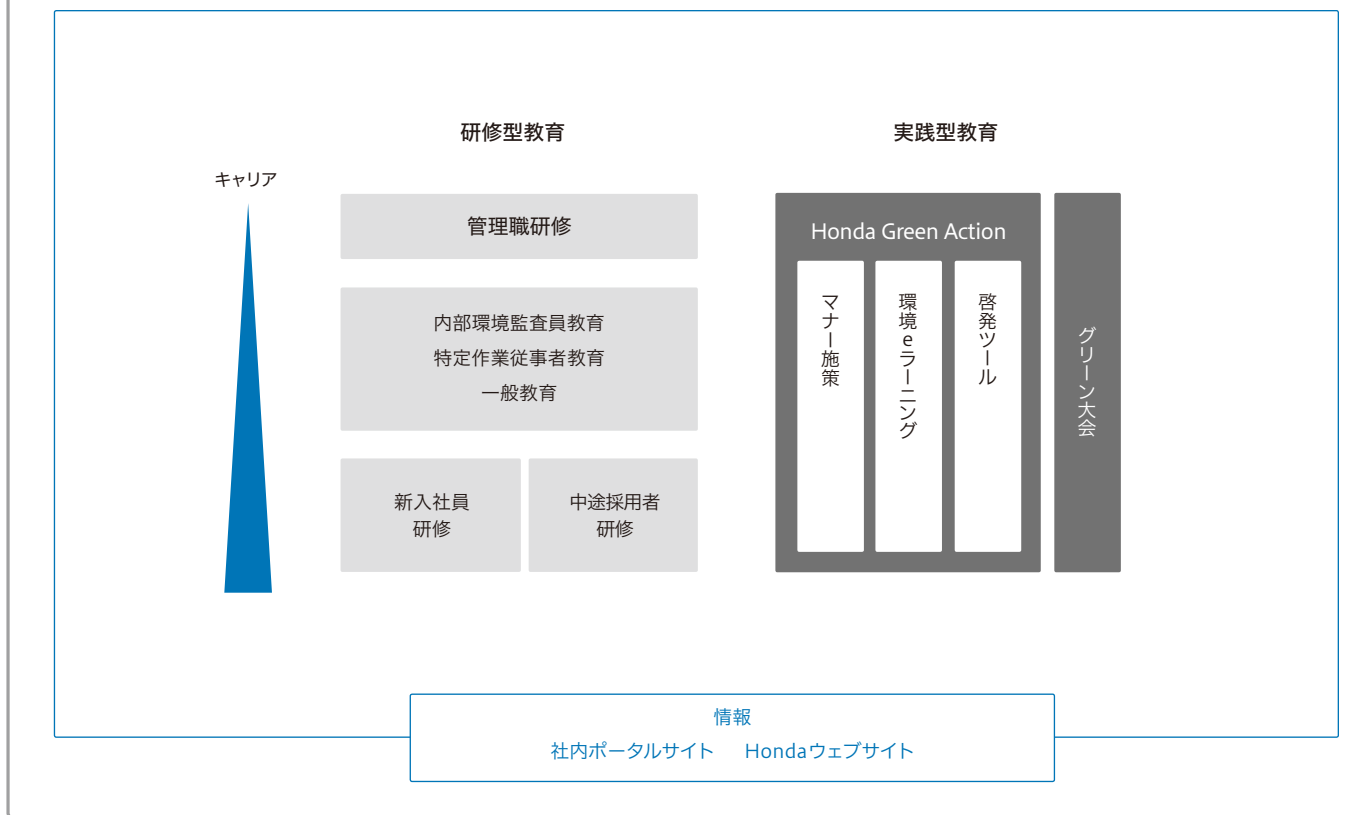 研修型教育
実践型教育
キャリア
管理職研修
内部環境監査員教育
特定作業従事者教育
一般教育
新入社員
研修
中途採用者
研修
Honda Green Action
マナー施策
環境eラーニング
啓発ツール
グリーン大会
情報
社内ポータルサイト Hondaウェブサイト